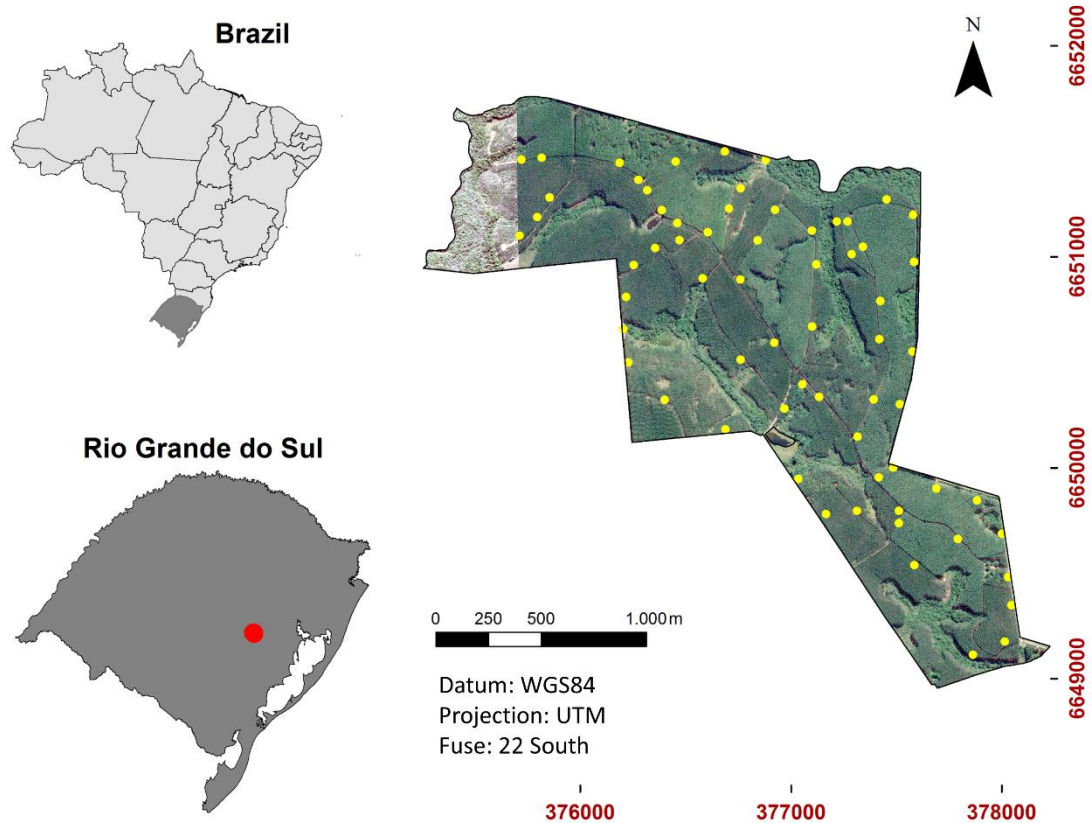 Brazil
N
6652000
6651000
Rio Grande do Sul
6650000
0 250 500 1.000 m
Datum: WGS84
Projection: UTM
Fuse: 22 South
6649000
376000 377000 378000